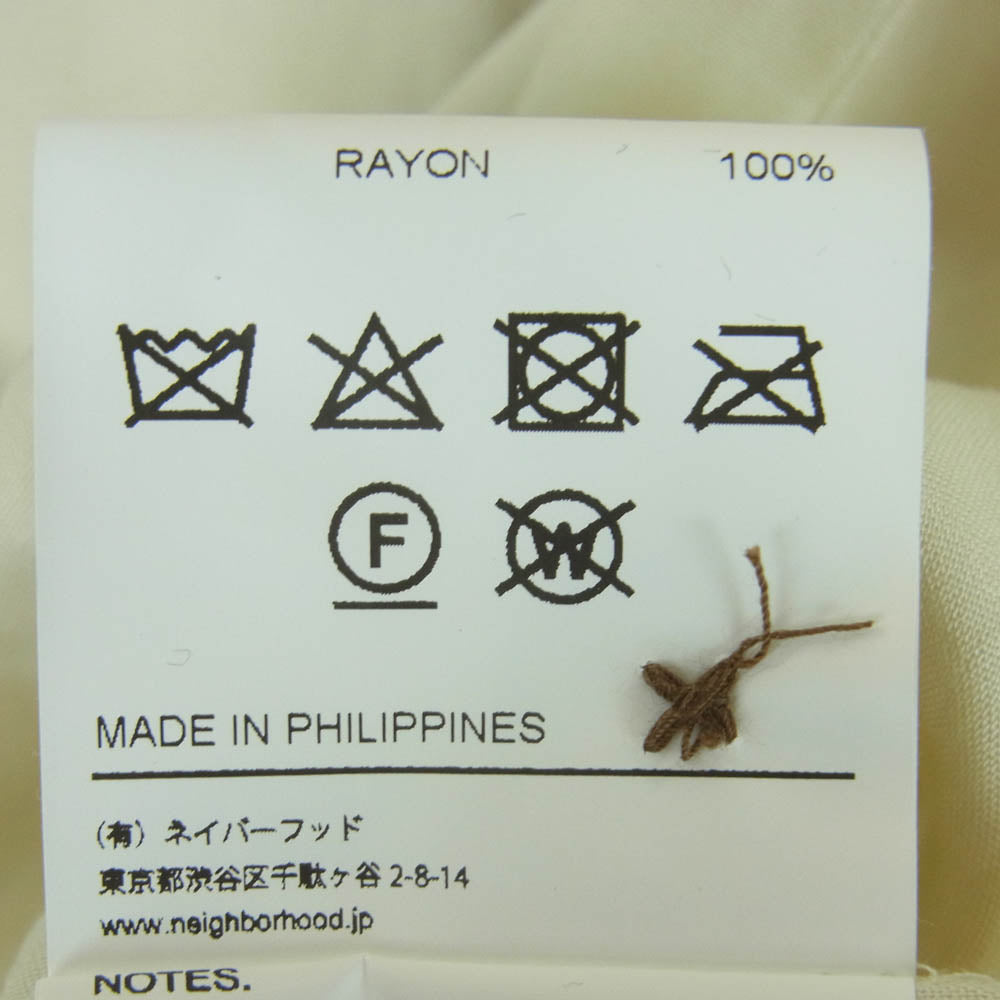 RAYON 100%
F W
MADE IN PHILIPPINES
(有) ネイバーフッド
東京都渋谷区千駄ヶ谷 2-8-14
www.neighborhood.jp
NOTES.